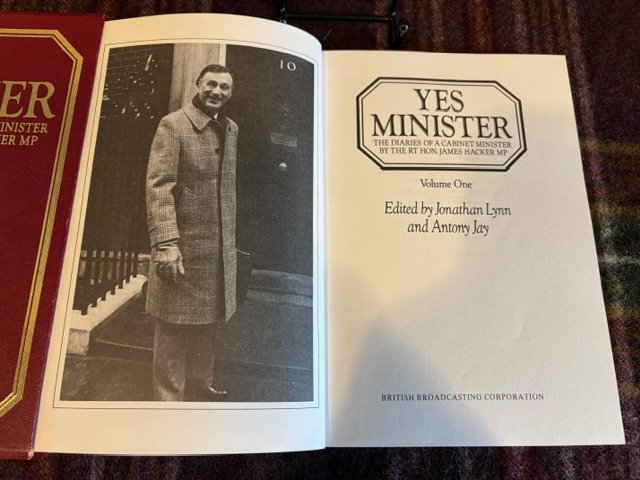 ER
MINISTER
KER MP
10
YES
MINISTER
THE DIARIES OF A CABINET MINISTER
BY THE RT HON. JAMES HACKER MP
Volume One
Edited by Jonathan Lynn
and Antony Jay
BRITISH BROADCASTING CORPORATION